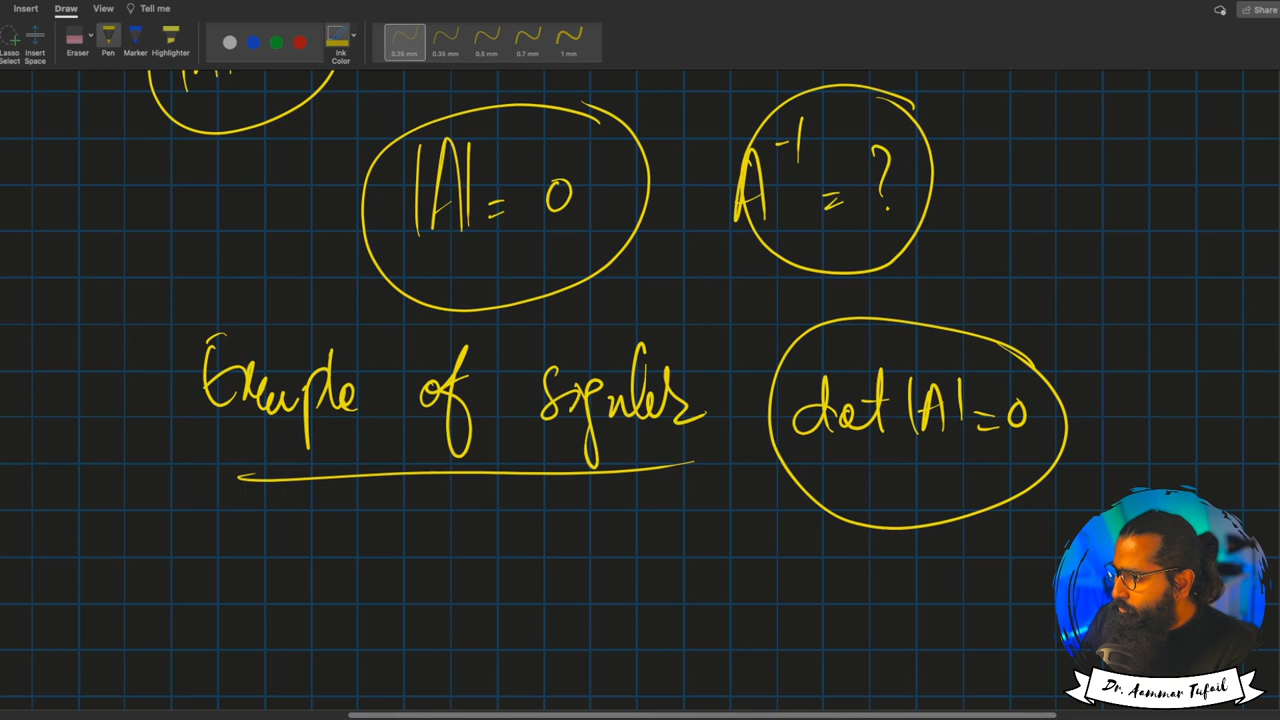 Insert Draw View Tell me
Share
Lasso Select
Insert Space
Eraser
Pen
Marker
Highlighter
Ink Color
0.25 mm 0.35 mm 0.5 mm 0.7 mm 1 mm
|A| = 0
A⁻¹ = ?
Example of singular
det |A| = 0
Dr. Aammar Tufail